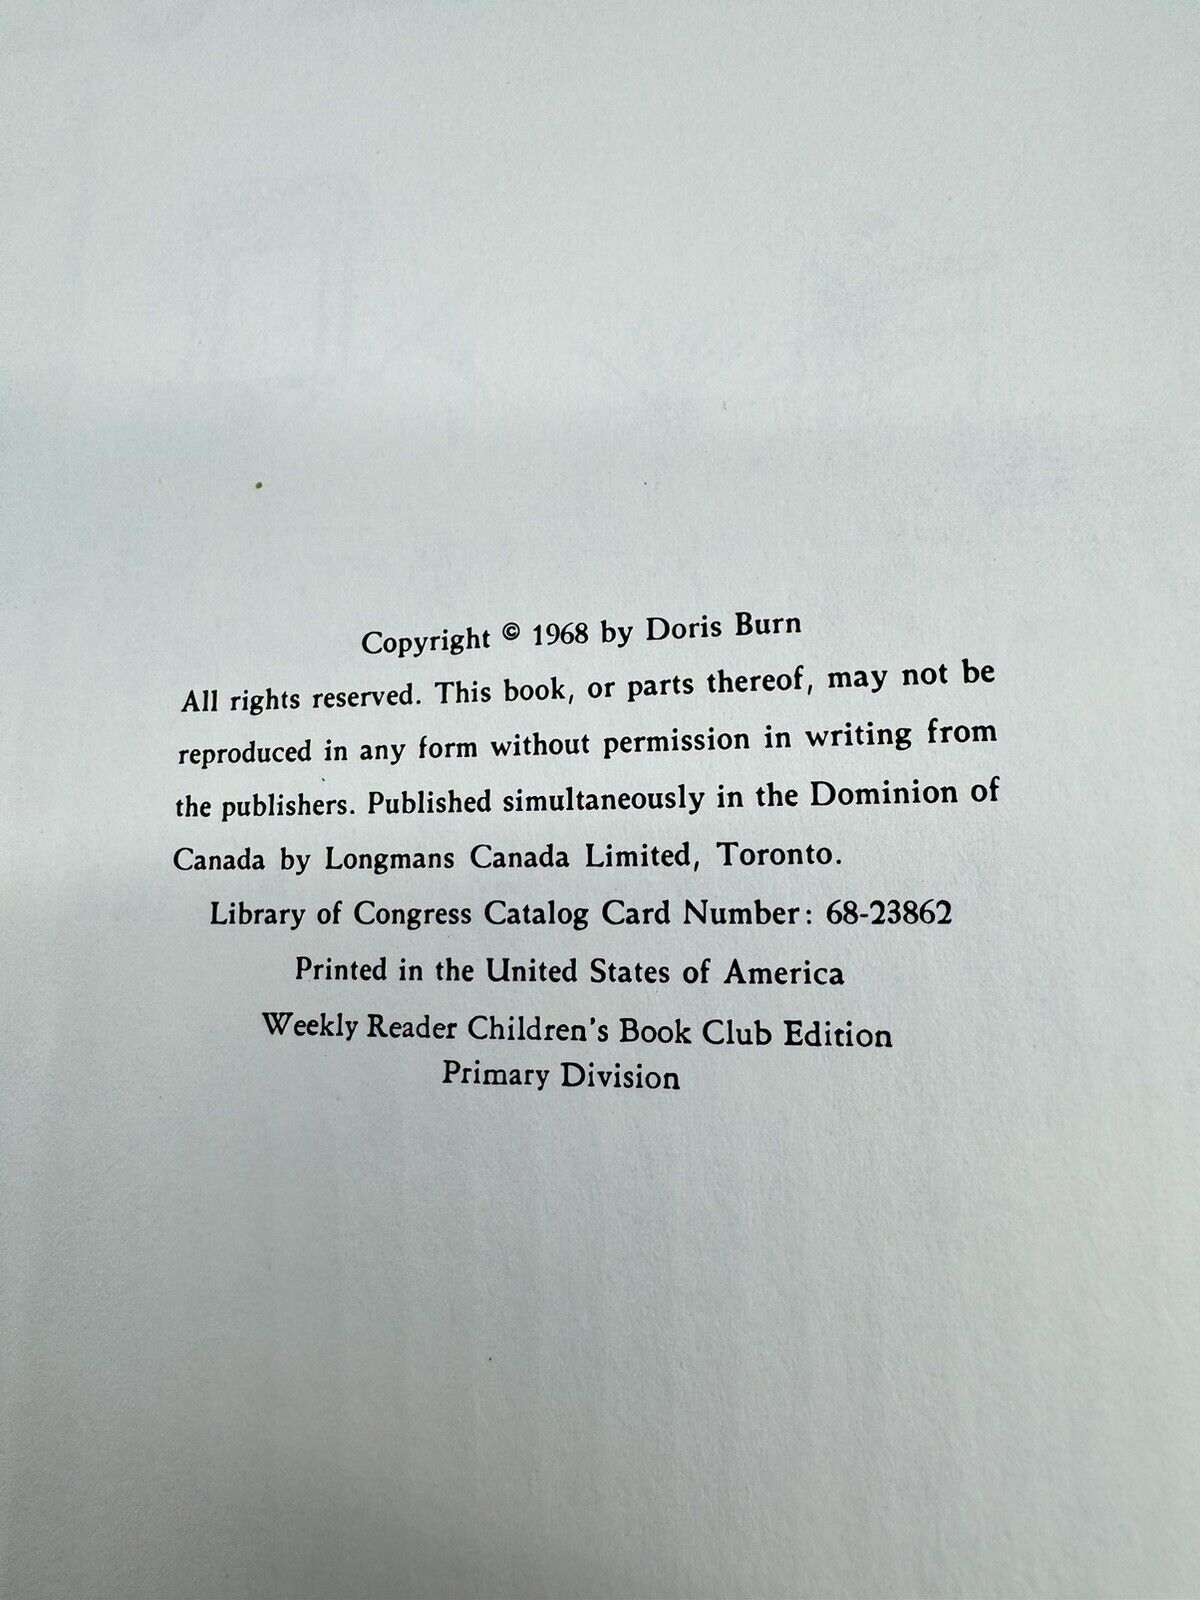 Copyright © 1968 by Doris Burn
All rights reserved. This book, or parts thereof, may not be
reproduced in any form without permission in writing from
the publishers. Published simultaneously in the Dominion of
Canada by Longmans Canada Limited, Toronto.
Library of Congress Catalog Card Number: 68-23862
Printed in the United States of America
Weekly Reader Children's Book Club Edition
Primary Division